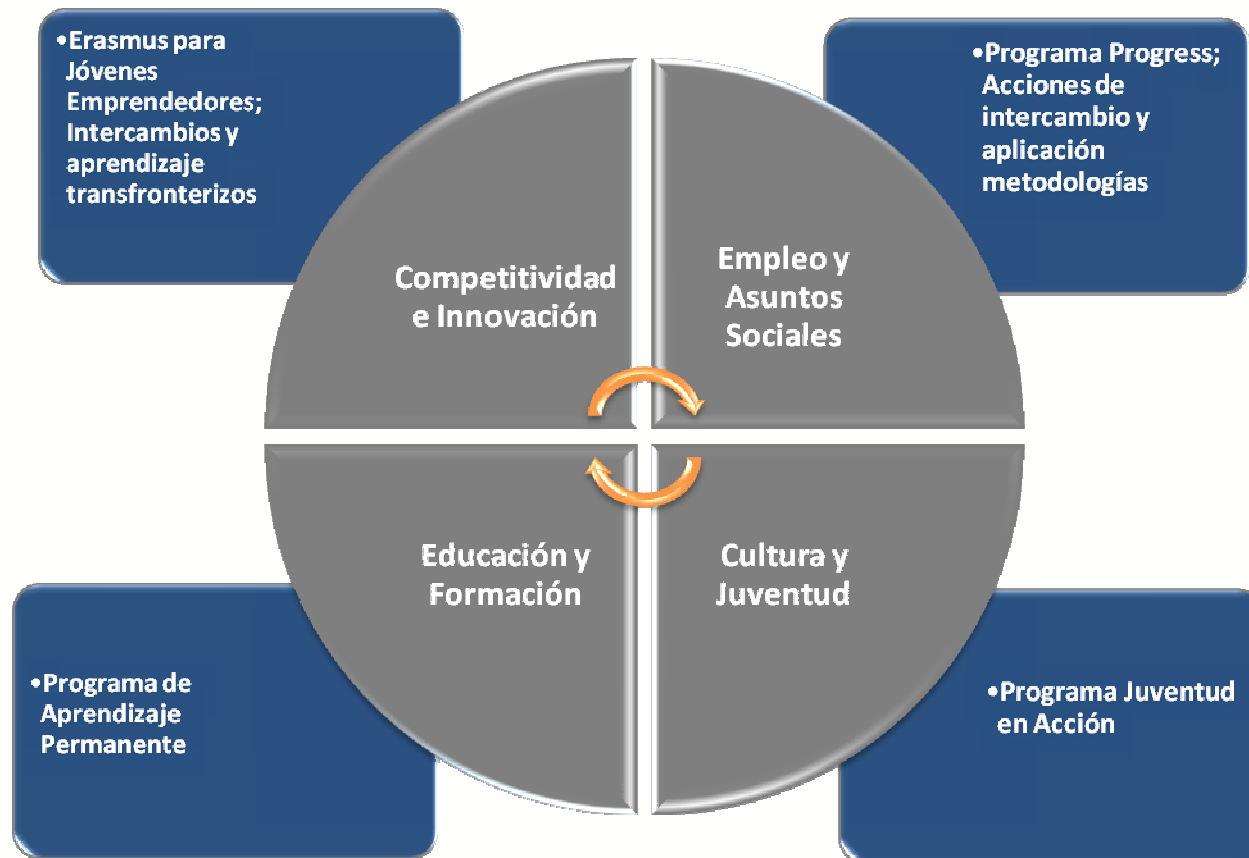 •Erasmus para
Jóvenes
Emprendedores;
Intercambios y
aprendizaje
transfronterizos
•Programa Progress;
Acciones de
intercambio y
aplicación
metodologías
Competitividad
e Innovación
Empleo y
Asuntos
Sociales
Educación y
Formación
Cultura y
Juventud
•Programa de
Aprendizaje
Permanente
•Programa Juventud
en Acción